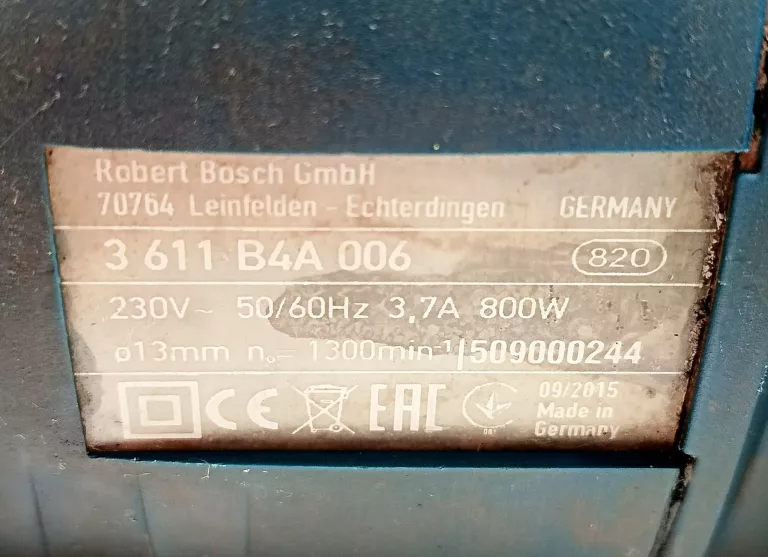 Robert Bosch GmbH
70764 Leinfelden - Echterdingen GERMANY
3 611 B4A 006 820
230V ~ 50/60Hz 3,7A 800W
ø13mm n₀= 1300min⁻¹ 509000244
CE EAC 09/2015
Made in
Germany